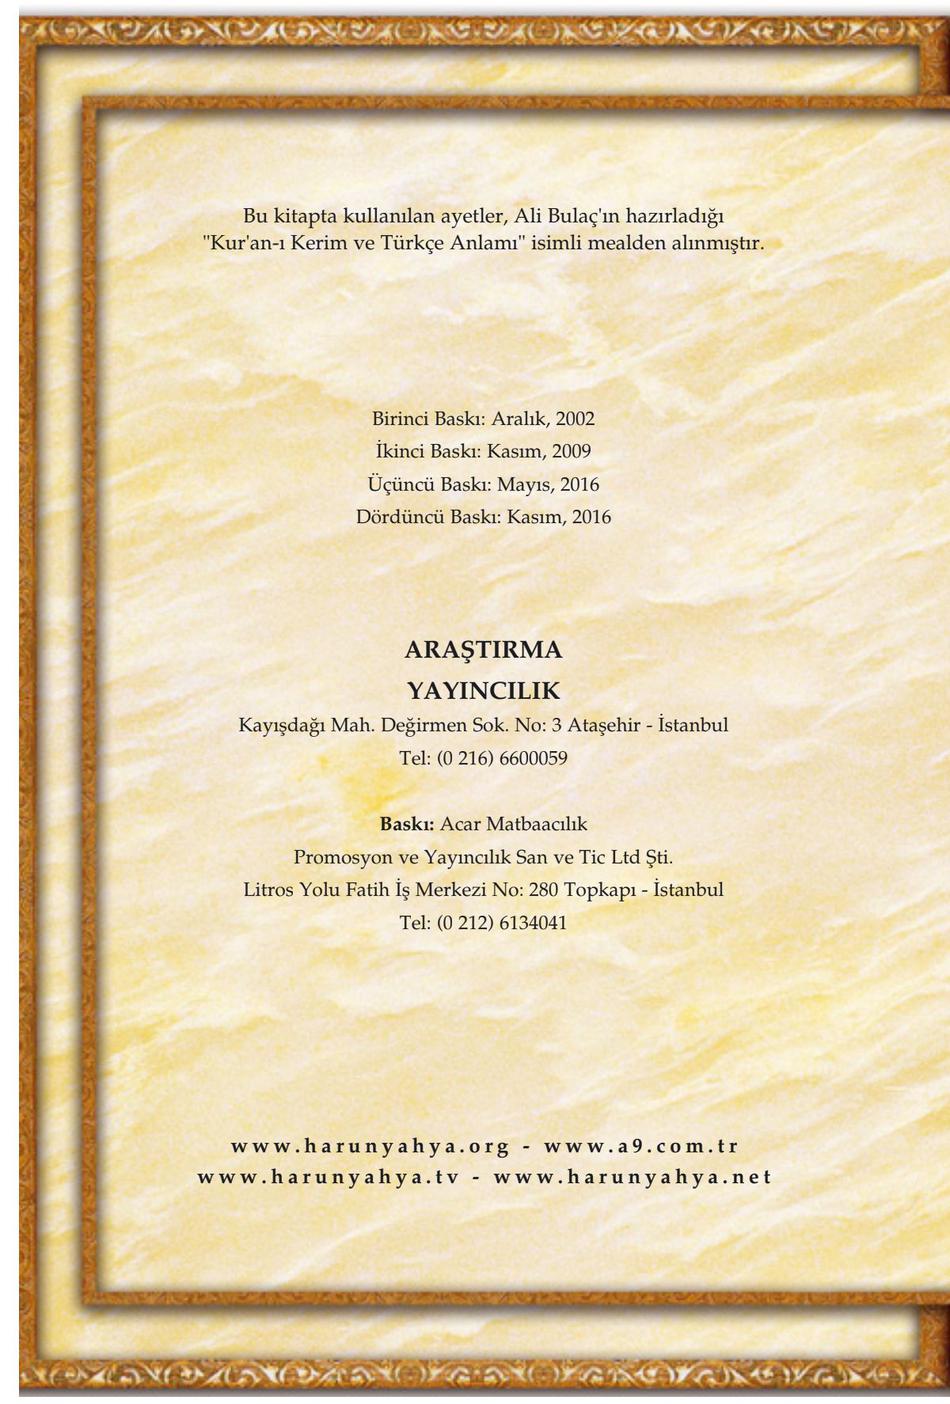 Bu kitapta kullanılan ayetler, Ali Bulaç'ın hazırladığı
"Kur'an-ı Kerim ve Türkçe Anlamı" isimli mealden alınmıştır.
Birinci Baskı: Aralık, 2002
İkinci Baskı: Kasım, 2009
Üçüncü Baskı: Mayıs, 2016
Dördüncü Baskı: Kasım, 2016
ARAŞTIRMA
YAYINCILIK
Kayışdağı Mah. Değirmen Sok. No: 3 Ataşehir - İstanbul
Tel: (0 216) 6600059
Baskı: Acar Matbaacılık
Promosyon ve Yayıncılık San ve Tic Ltd Şti.
Litros Yolu Fatih İş Merkezi No: 280 Topkapı - İstanbul
Tel: (0 212) 6134041
www.harunyahya.org - www.a9.com.tr
www.harunyahya.tv - www.harunyahya.net